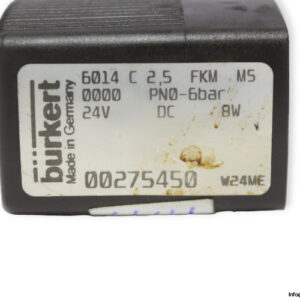 bürkert
Made in Germany
6014 C 2,5 FKM MS
0000 PN0-6bar
24V DC 8W
00275450 W24ME